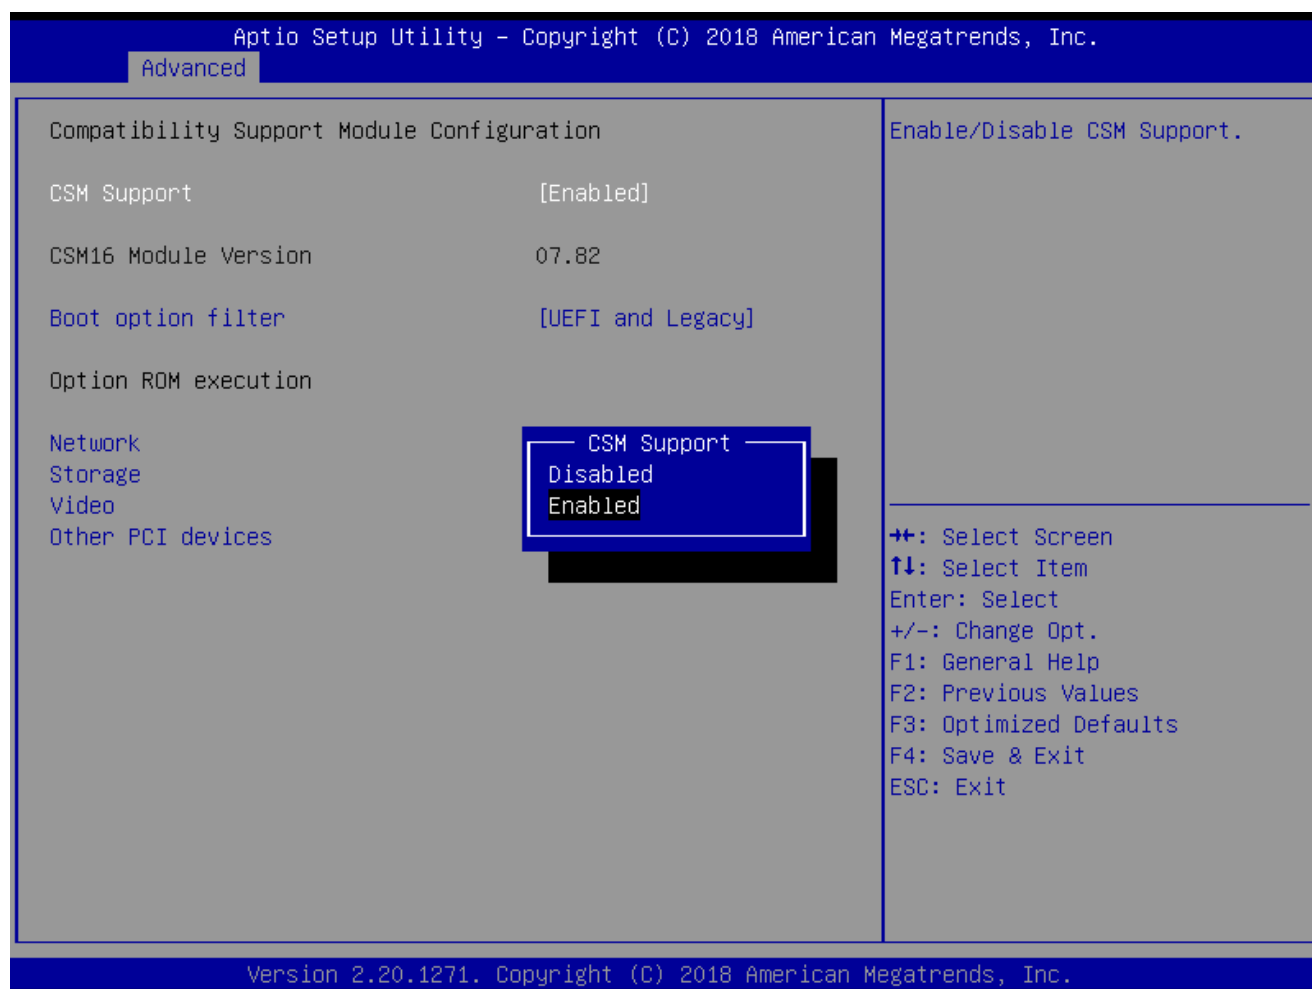 Aptio Setup Utility – Copyright (C) 2018 American Megatrends, Inc.
Advanced
Compatibility Support Module Configuration
CSM Support [Enabled]
CSM16 Module Version 07.82
Boot option filter [UEFI and Legacy]
Option ROM execution
Network
Storage
Video
Other PCI devices
CSM Support
Disabled
Enabled
Enable/Disable CSM Support.
→←: Select Screen
↑↓: Select Item
Enter: Select
+/-: Change Opt.
F1: General Help
F2: Previous Values
F3: Optimized Defaults
F4: Save & Exit
ESC: Exit
Version 2.20.1271. Copyright (C) 2018 American Megatrends, Inc.